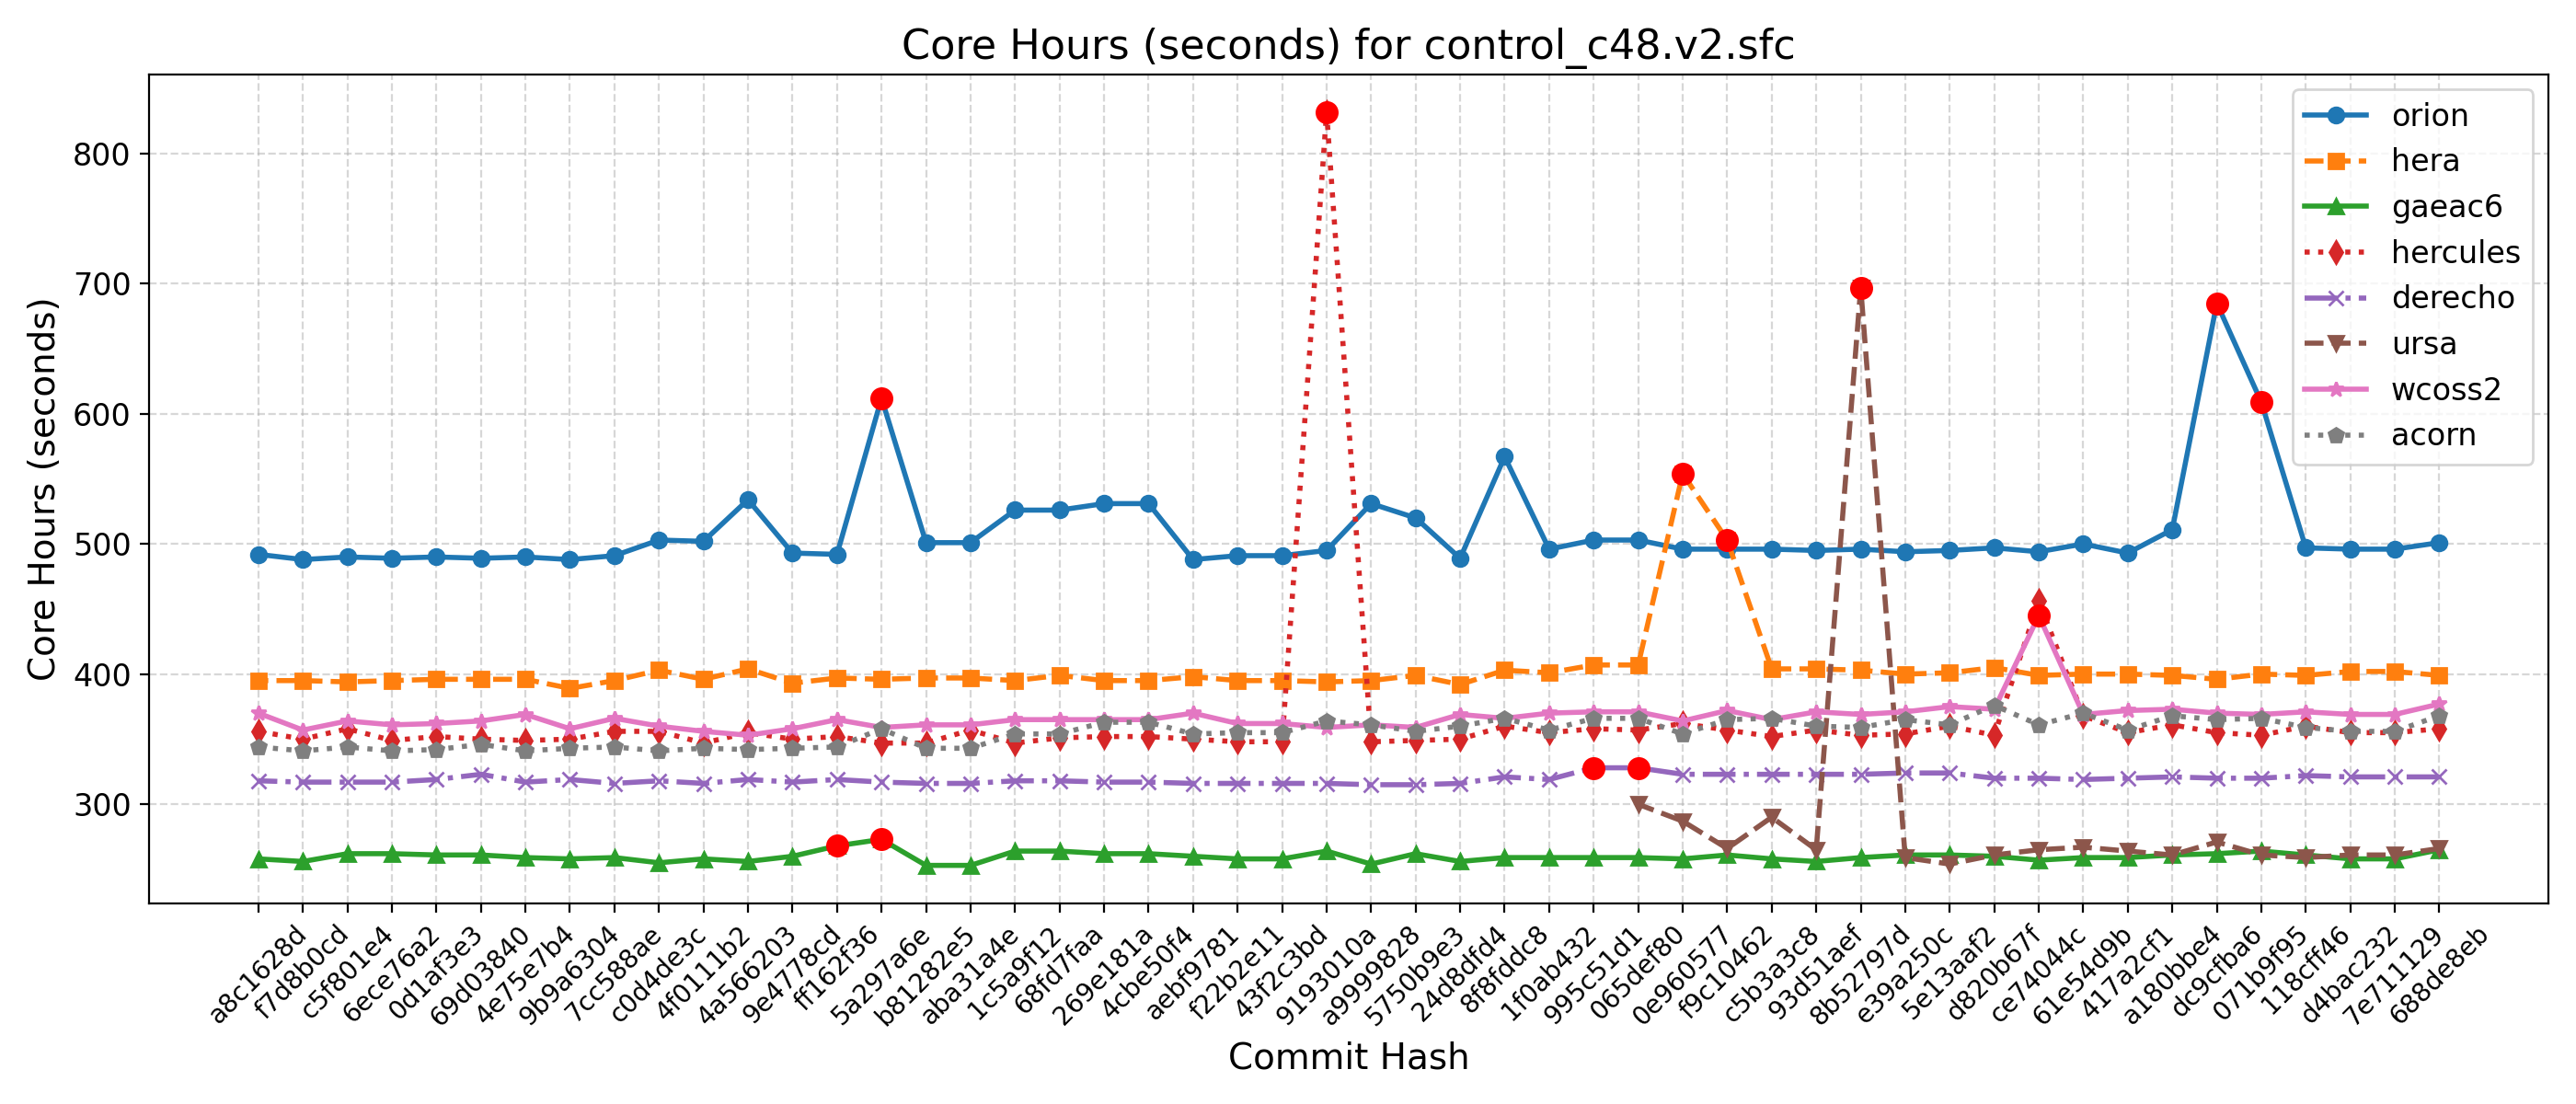 Core Hours (seconds) for control_c48.v2.sfc
Core Hours (seconds)
800
700
600
500
400
300
orion
hera
gaeac6
hercules
derecho
ursa
wcoss2
acorn
a8c1628d
f7d8b0cd
c5f801e4
6ece76a2
0d1af3e3
69d03840
4e75e7b4
9b9a6304
7cc588ae
c0d4de3c
4f0111b2
4a566203
9e4778cd
ff162f36
5a297a6e
b81282e5
aba31a4e
1c5a9f12
68fd7faa
269e181a
4cbe50f4
aebf9781
f22b2e11
43f2c3bd
9193010a
a9999828
5750b9e3
24d8dfd4
8f8fddc8
1f0ab432
995c51d1
065def80
0e960577
f9c10462
c5b3a3c8
93d51aef
8b52797d
e39a250c
5e13aaf2
d820b67f
ce74044c
61e54d9b
417a2cf1
a180bbe4
dc9cfba6
071b9f95
118cff46
d4bac232
7e711129
688de8eb
Commit Hash